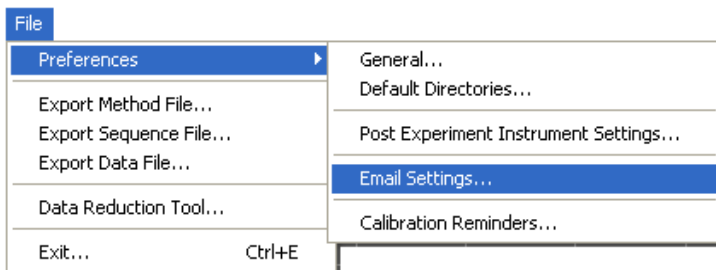 File
Preferences
Export Method File...
Export Sequence File...
Export Data File...
Data Reduction Tool...
Exit... Ctrl+E
General...
Default Directories...
Post Experiment Instrument Settings...
Email Settings...
Calibration Reminders...